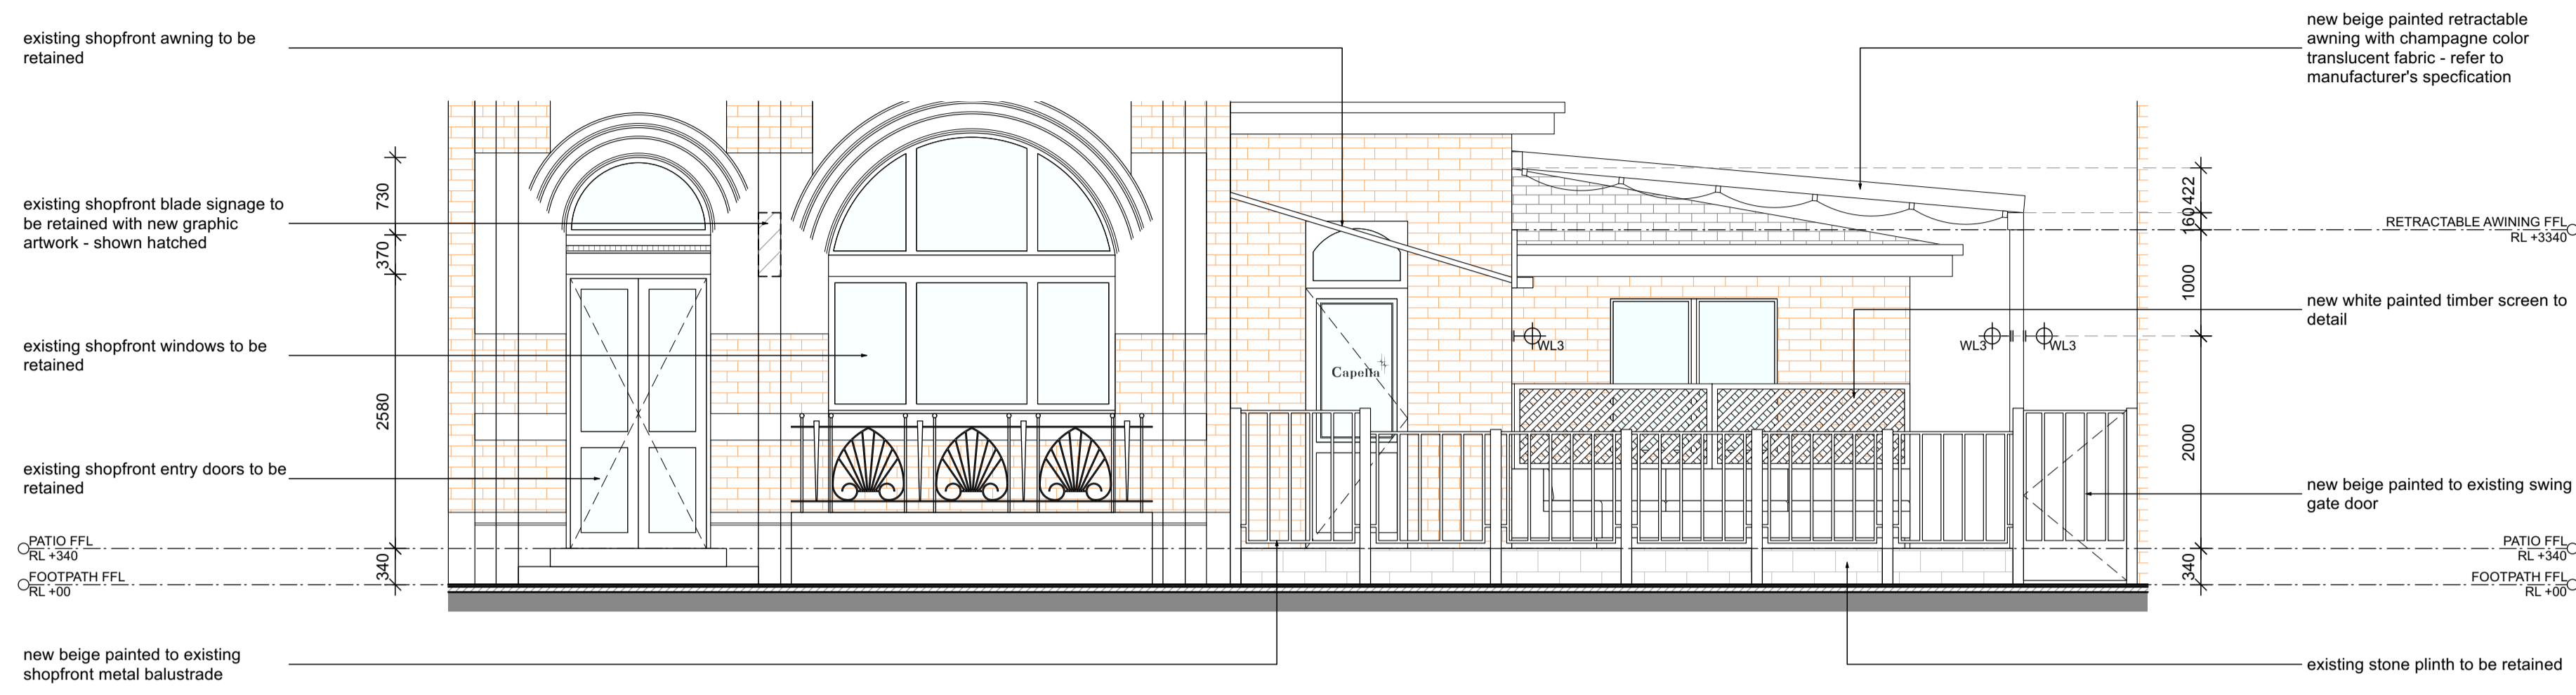 existing shopfront awning to be
retained
existing shopfront blade signage to
be retained with new graphic
artwork - shown hatched
existing shopfront windows to be
retained
existing shopfront entry doors to be
retained
PATIO FFL
RL +340
FOOTPATH FFL
RL +00
new beige painted to existing
shopfront metal balustrade
730
370
2580
340
Capella
WL3
WL3
WL3
422
160
1000
2000
340
new beige painted retractable
awning with champagne color
translucent fabric - refer to
manufacturer's specfication
RETRACTABLE AWINING FFL
RL +3340
new white painted timber screen to
detail
new beige painted to existing swing
gate door
PATIO FFL
RL +340
FOOTPATH FFL
RL +00
existing stone plinth to be retained